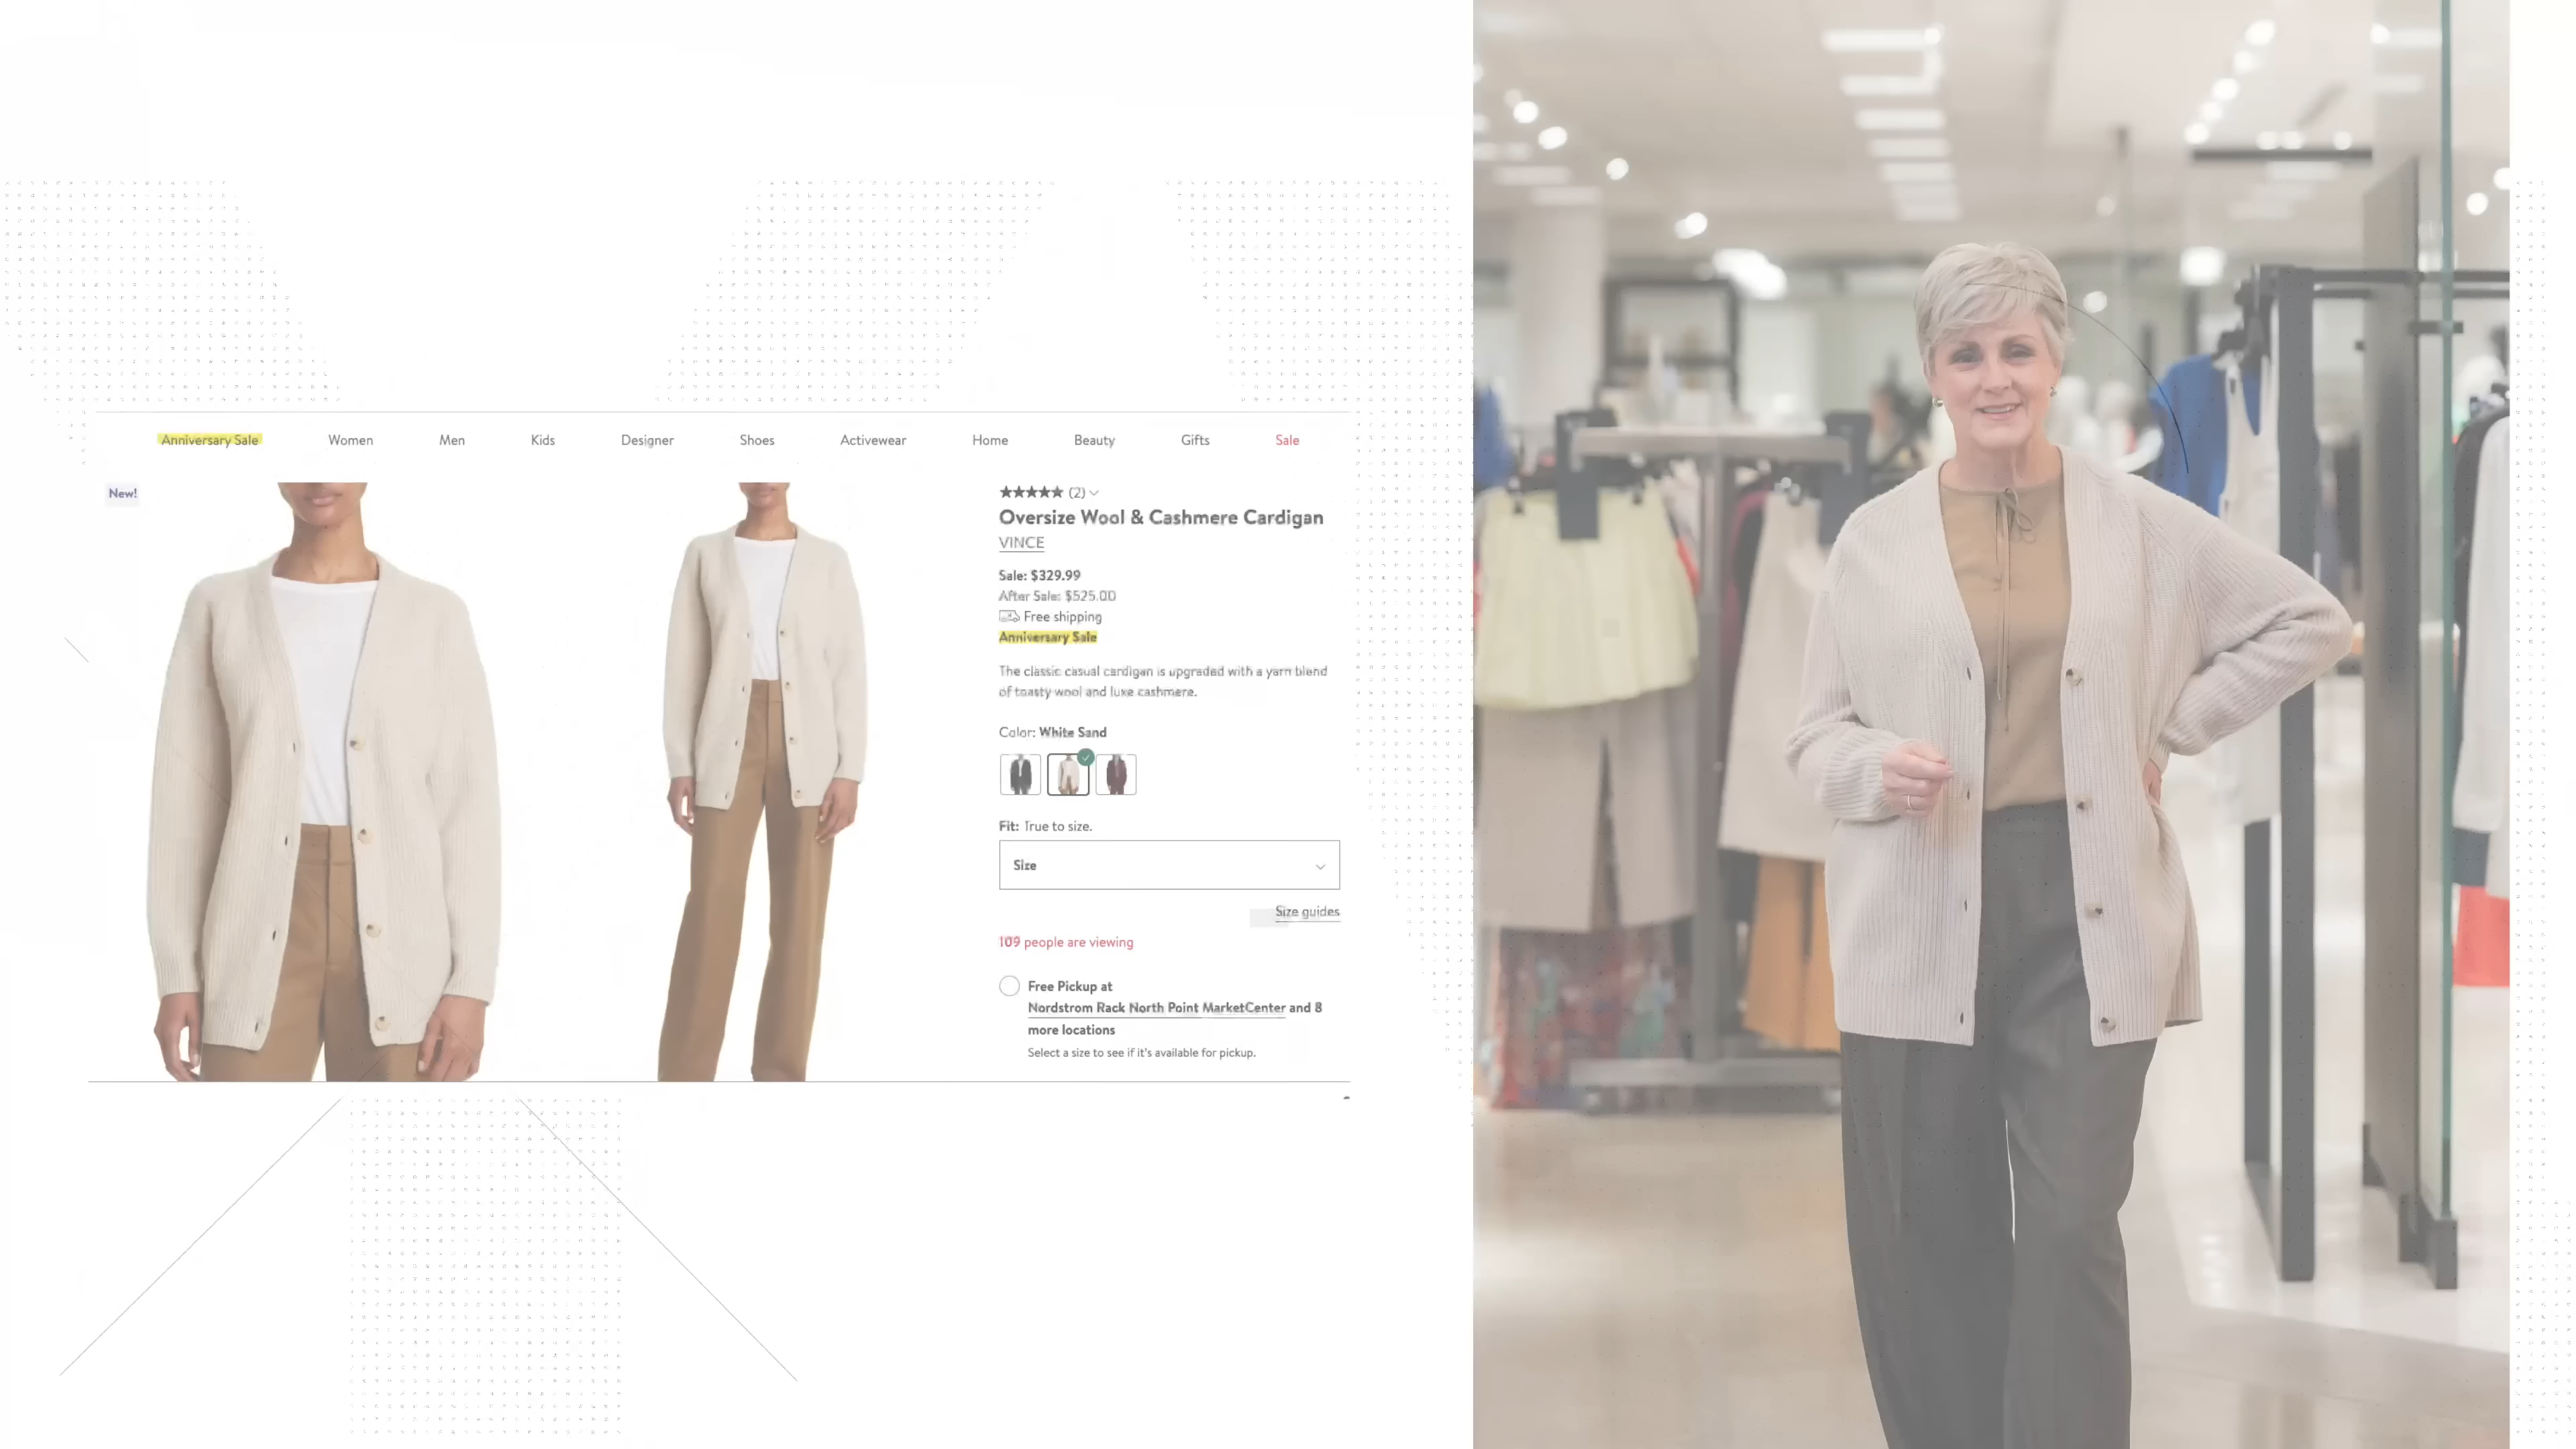 Anniversary Sale Women Men Kids Designer Shoes Activewear Home Beauty Gifts Sale
New!
(2)
Oversize Wool & Cashmere Cardigan
VINCE
Sale: $329.99
After Sale: $525.00
Free shipping
Anniversary Sale
The classic casual cardigan is upgraded with a yarn blend
of toasty wool and luxe cashmere.
Color: White Sand
Fit: True to size.
Size
Size guides
109 people are viewing
Free Pickup at
Nordstrom Rack North Point MarketCenter and 8
more locations
Select a size to see if it's available for pickup.